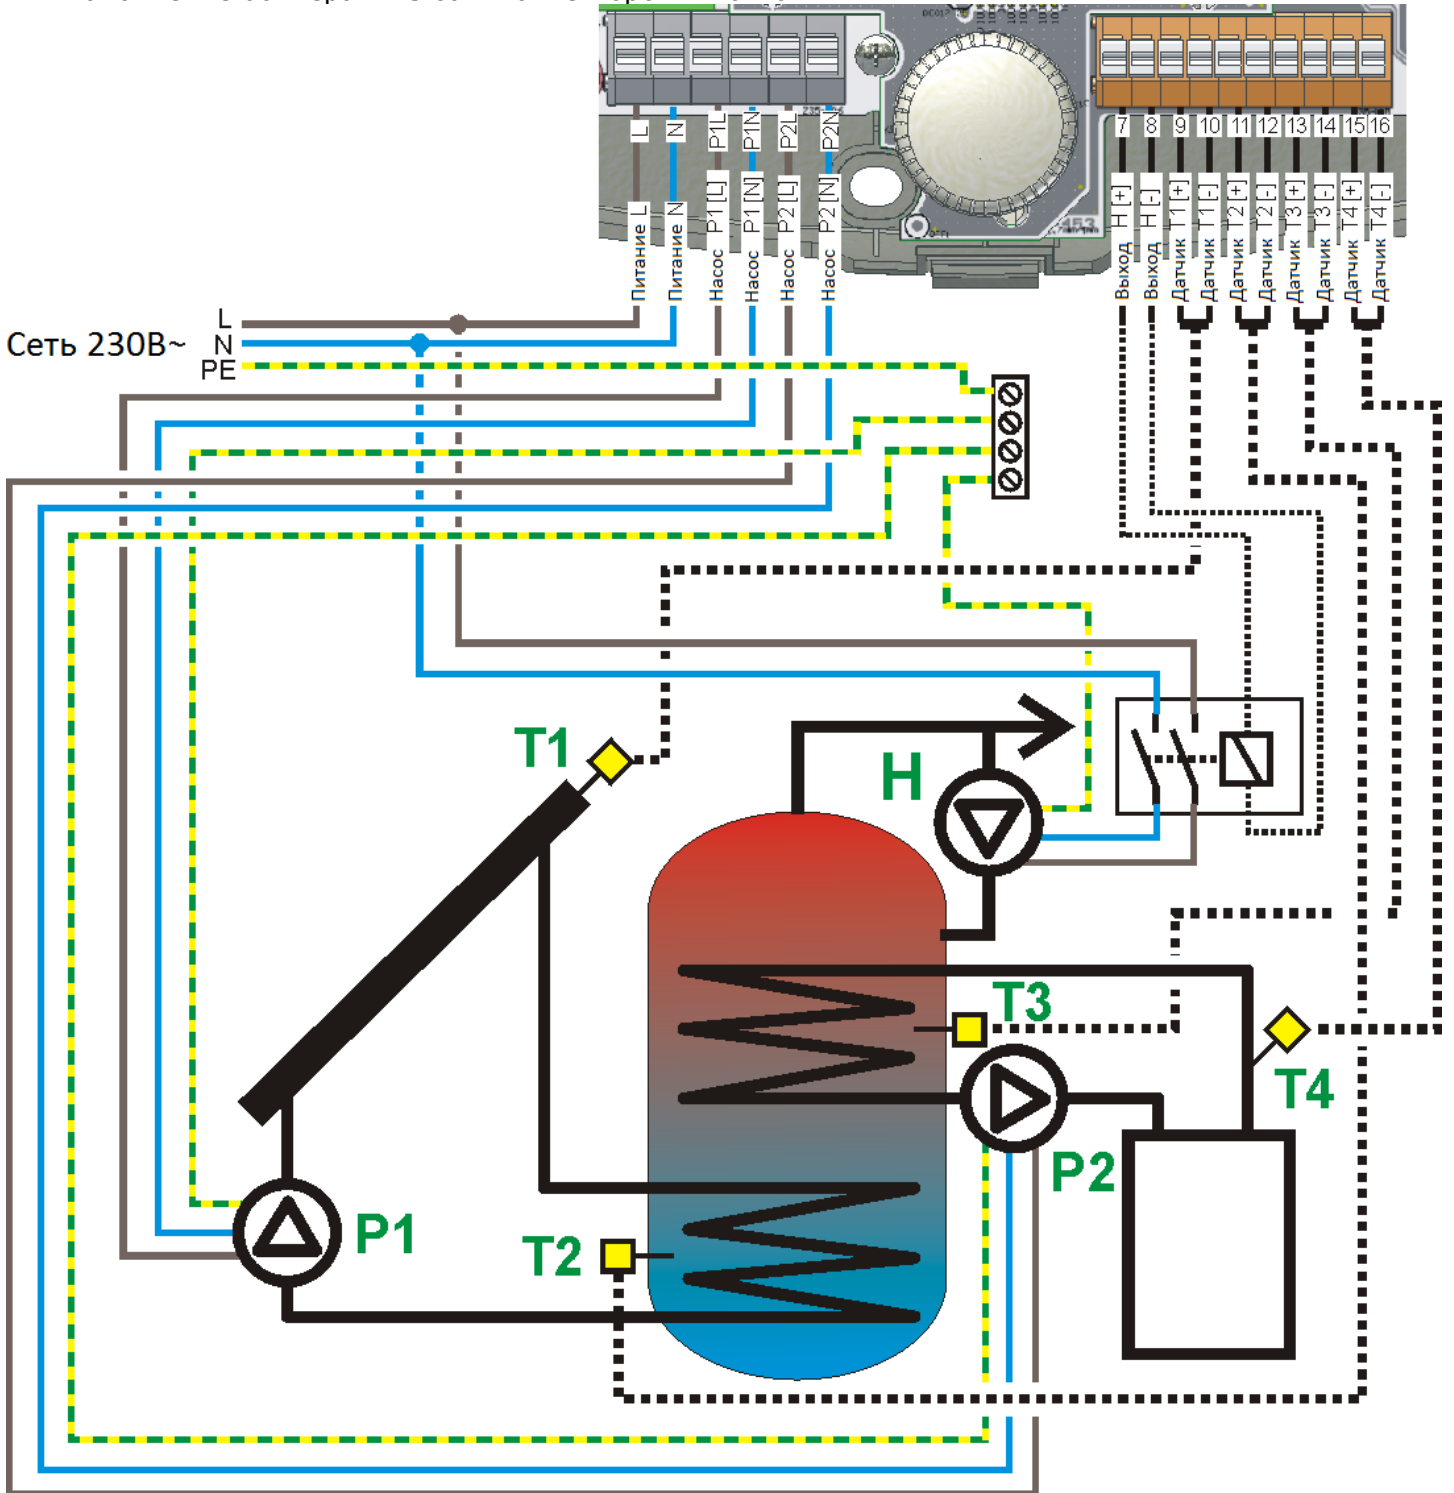 L
N
P1L
P1N
P2L
P2N
7
8
9
10
11
12
13
14
15
16
Питание L
Питание N
Насос P1 [L]
Насос P1 [N]
Насос P2 [L]
Насос P2 [N]
Выход H [+]
Выход H [-]
Датчик T1 [+]
Датчик T1 [-]
Датчик T2 [+]
Датчик T2 [-]
Датчик T3 [+]
Датчик T3 [-]
Датчик T4 [+]
Датчик T4 [-]
Сеть 230В~
L
N
PE
T1
H
T3
T4
P2
P1
T2